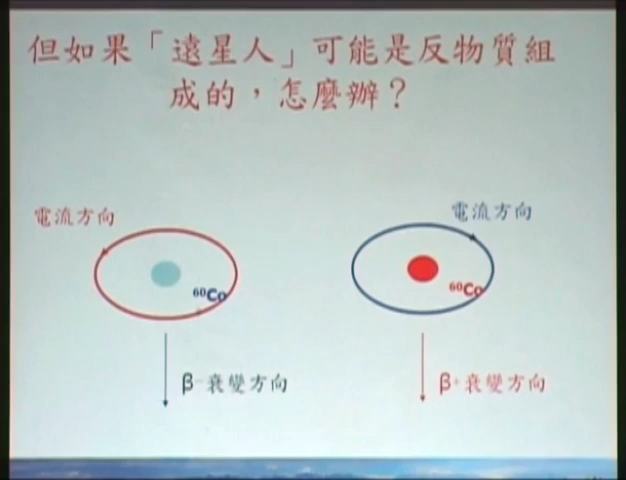 但如果「遠星人」可能是反物質組
成的，怎麼辦？
電流方向
電流方向
⁶⁰Co
⁶⁰Co
β⁻衰變方向
β⁺衰變方向